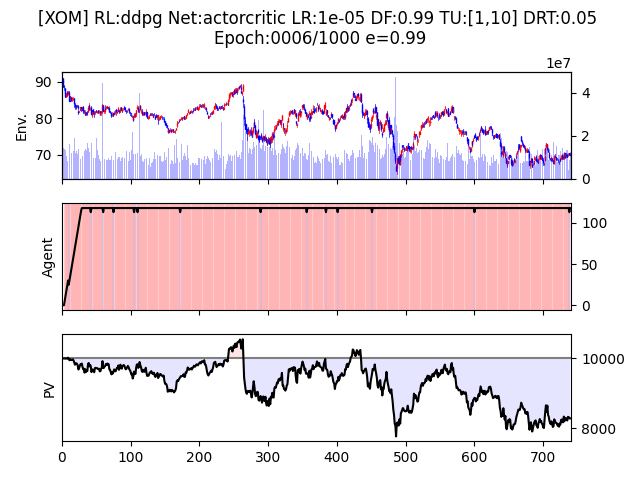 [XOM] RL:ddpg Net:actorcritic LR:1e-05 DF:0.99 TU:[1,10] DRT:0.05
Epoch:0006/1000 e=0.99
1e7
90
80
70
Env.
4
2
0
Agent
100
50
0
PV
10000
8000
0 100 200 300 400 500 600 700